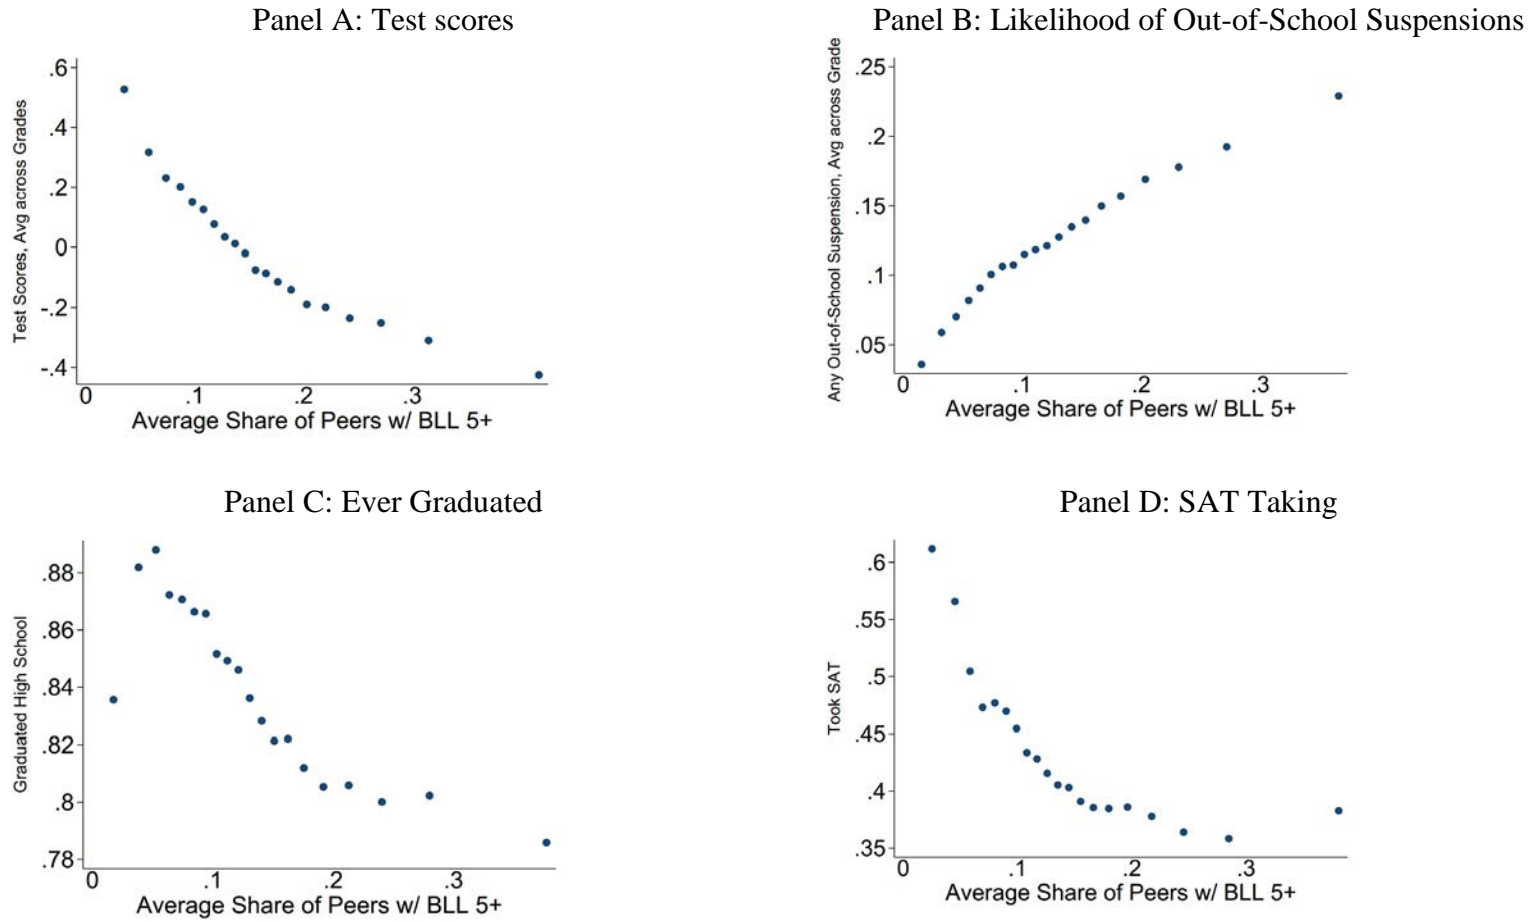 Panel A: Test scores
Test Scores, Avg across Grades
.6
.4
.2
0
-.2
-.4
0 .1 .2 .3
Average Share of Peers w/ BLL 5+
Panel B: Likelihood of Out-of-School Suspensions
Any Out-of-School Suspension, Avg across Grade
.25
.2
.15
.1
.05
0 .1 .2 .3
Average Share of Peers w/ BLL 5+
Panel C: Ever Graduated
Graduated High School
.88
.86
.84
.82
.8
.78
0 .1 .2 .3
Average Share of Peers w/ BLL 5+
Panel D: SAT Taking
Took SAT
.6
.55
.5
.45
.4
.35
0 .1 .2 .3
Average Share of Peers w/ BLL 5+